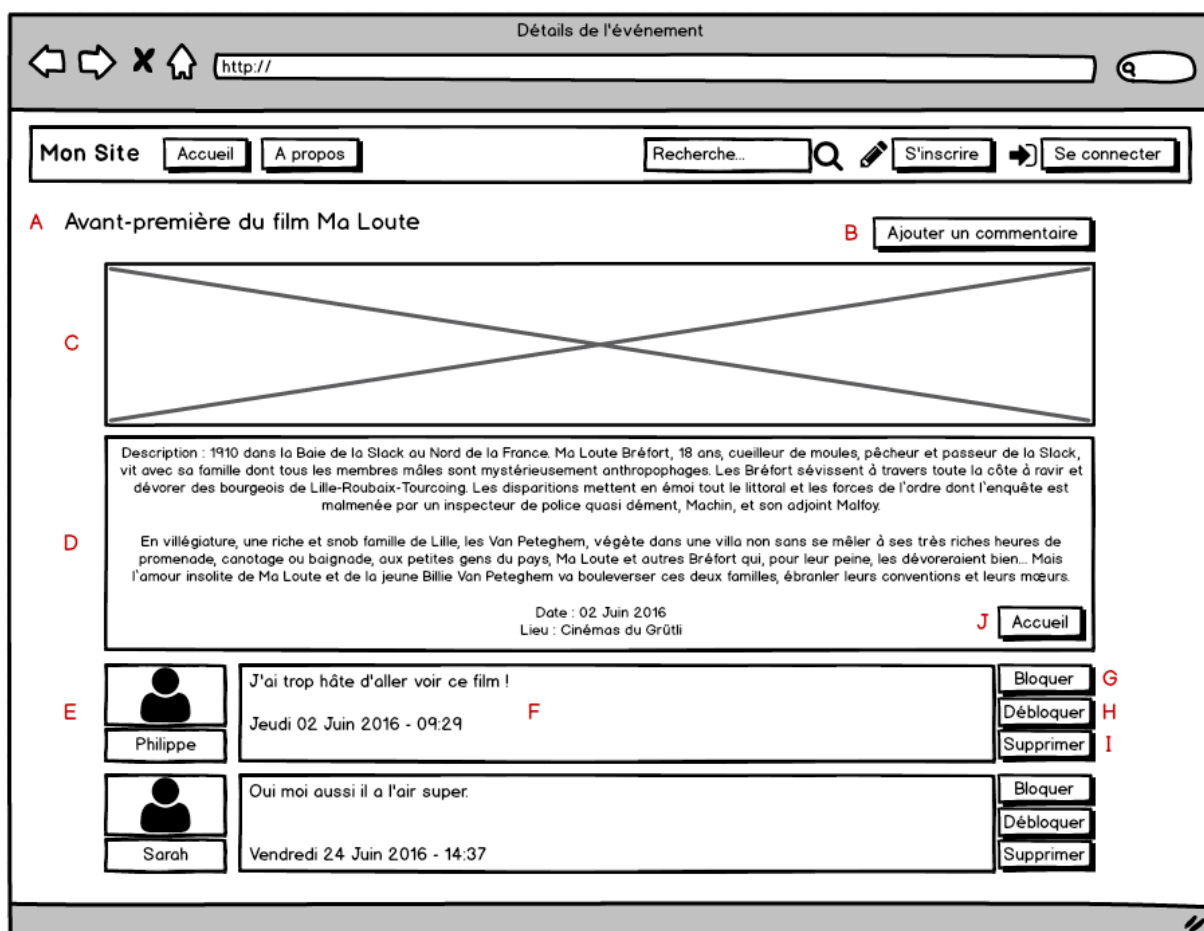 Détails de l'événement
http://
Mon Site Accueil A propos Recherche... S'inscrire Se connecter
A Avant-première du film Ma Loute B Ajouter un commentaire
C
Description : 1910 dans la Baie de la Slack au Nord de la France. Ma Loute Bréfort, 18 ans, cueilleur de moules, pêcheur et passeur de la Slack,
vit avec sa famille dont tous les membres mâles sont mystérieusement anthropophages. Les Bréfort sévissent à travers toute la côte à ravir et
dévorer des bourgeois de Lille-Roubaix-Tourcoing. Les disparitions mettent en émoi tout le littoral et les forces de l'ordre dont l'enquête est
malmenée par un inspecteur de police quasi dément, Machin, et son adjoint Malfoy.
D En villégiature, une riche et snob famille de Lille, les Van Peteghem, végète dans une villa non sans se mêler à ses très riches heures de
promenade, canotage ou baignade, aux petites gens du pays, Ma Loute et autres Bréfort qui, pour leur peine, les dévoreraient bien... Mais
l'amour insolite de Ma Loute et de la jeune Billie Van Peteghem va bouleverser ces deux familles, ébranler leurs conventions et leurs mœurs.
Date : 02 Juin 2016
Lieu : Cinémas du Grütli
J Accueil
J'ai trop hâte d'aller voir ce film ! Bloquer G
E Jeudi 02 Juin 2016 - 09:29 F Débloquer H
Philippe Supprimer I
Oui moi aussi il a l'air super. Bloquer
Débloquer
Sarah Vendredi 24 Juin 2016 - 14:37 Supprimer